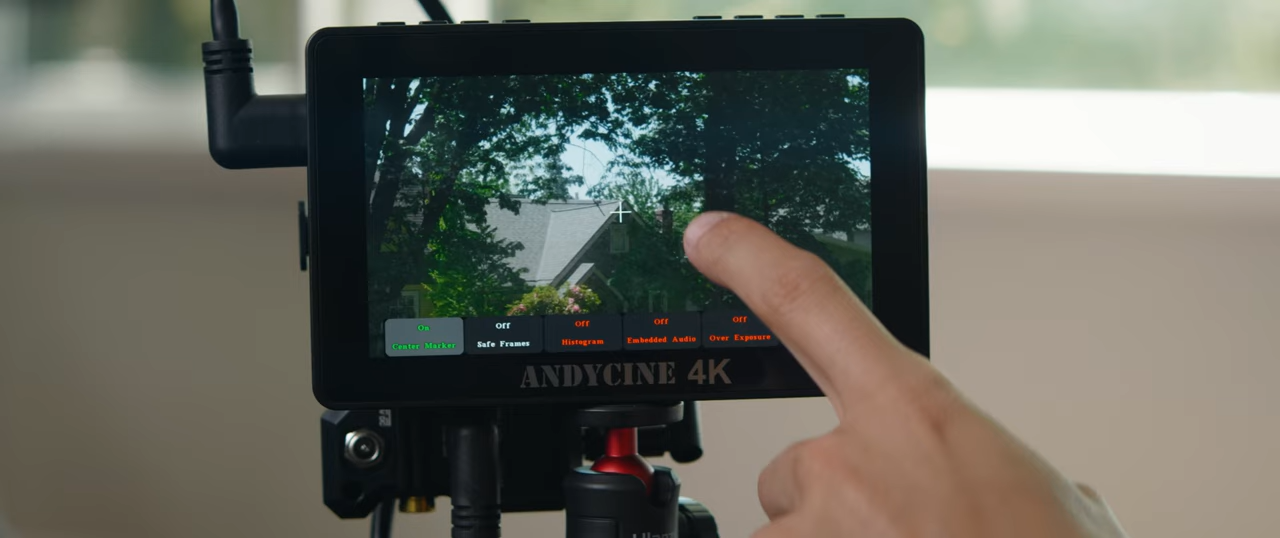 On
Center Marker
Off
Safe Frames
Off
Histogram
Off
Embedded Audio
Off
Over Exposure
ANDYCINE 4K